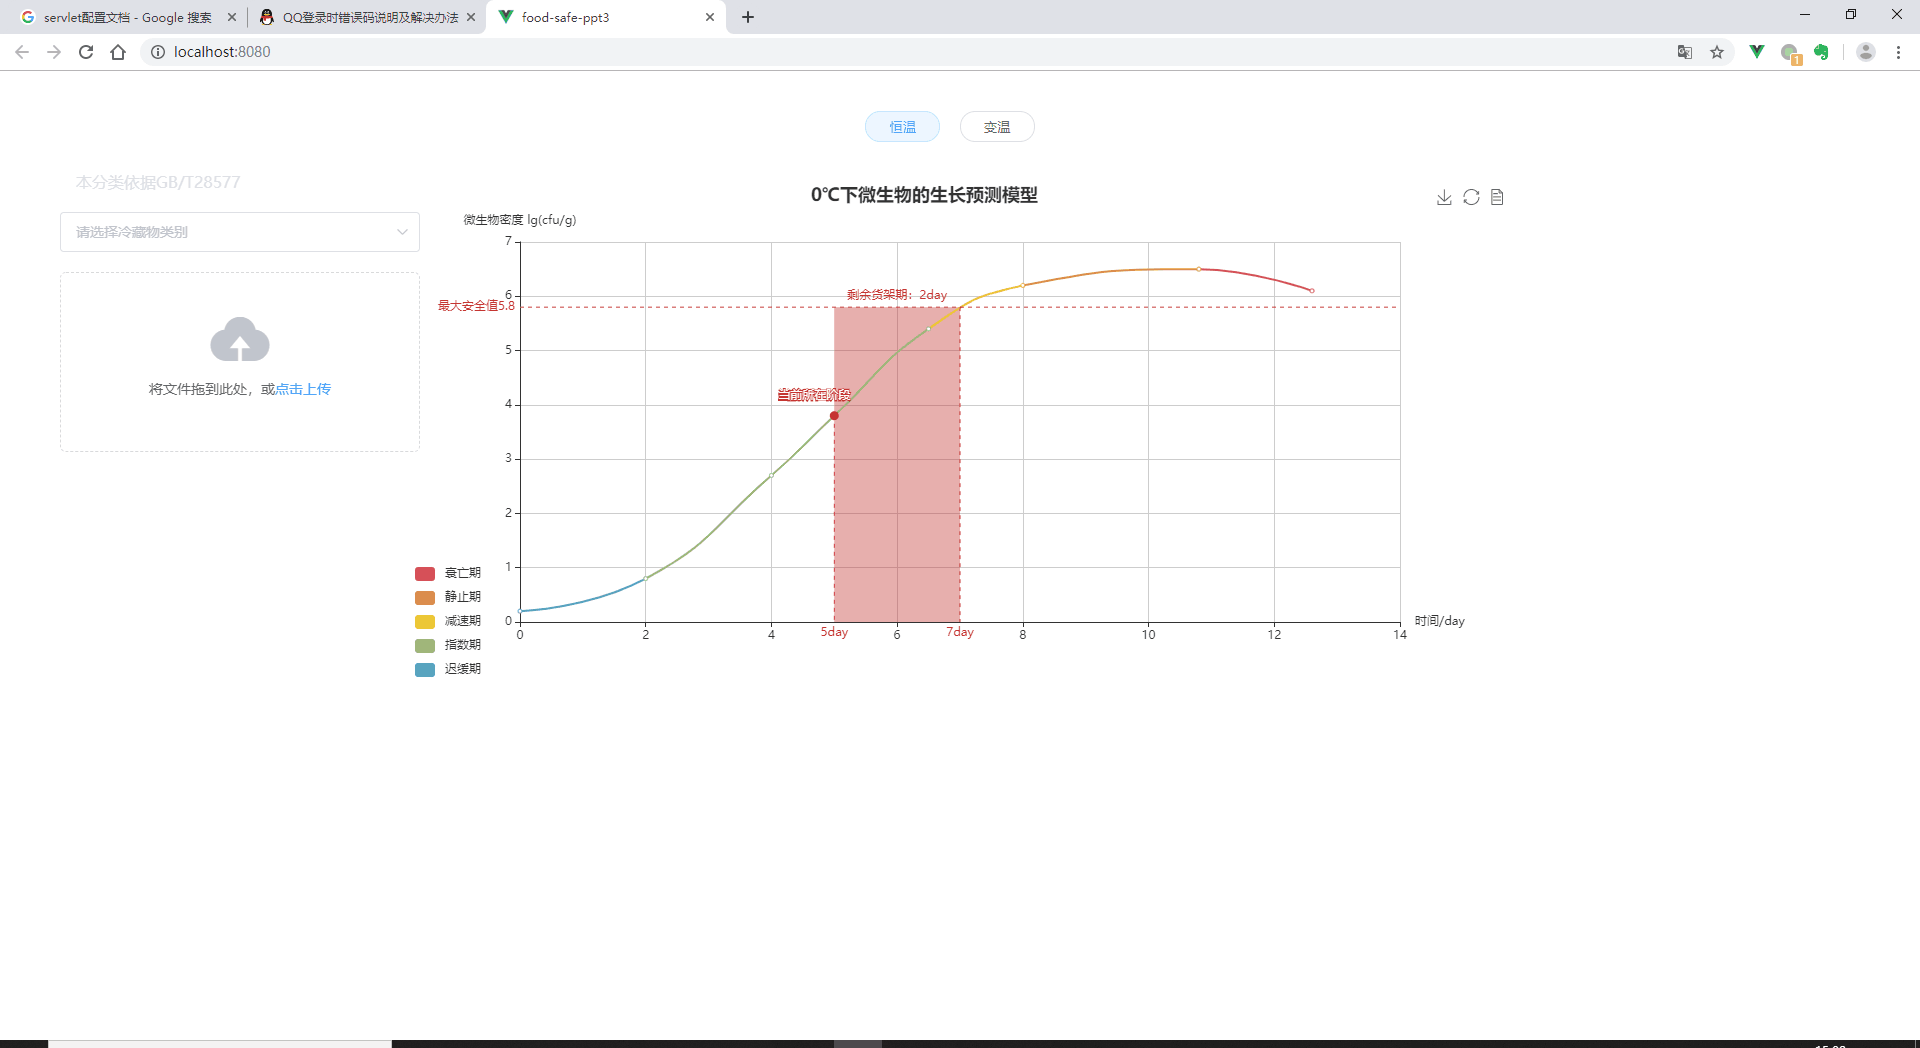 servlet配置文档 - Google 搜索
QQ登录时错误码说明及解决办法
food-safe-ppt3
localhost:8080
1
恒温
变温
本分类依据GB/T28577
请选择冷藏物类别
将文件拖到此处，或点击上传
0℃下微生物的生长预测模型
微生物密度 lg(cfu/g)
7
6
最大安全值5.8
5
4
3
2
1
0
剩余货架期：2day
当前所在阶段
0
2
4
5day
6
7day
8
10
12
14
时间/day
衰亡期
静止期
减速期
指数期
迟缓期